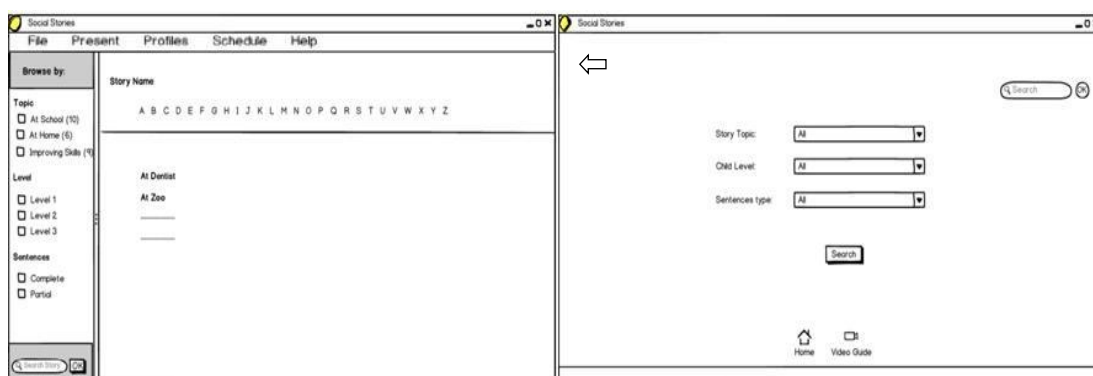 Social Stories
File Present Profiles Schedule Help
Browse by:
Topic
At School (10)
At Home (6)
Improving Skills (9)
Level
Level 1
Level 2
Level 3
Sentences
Complete
Partial
Search Story OK
Story Name
A B C D E F G H I J K L M N O P Q R S T U V W X Y Z
At Dentist
At Zoo
Social Stories
Search OK
Story Topic: All
Child Level: All
Sentences type: All
Search
Home Video Guide